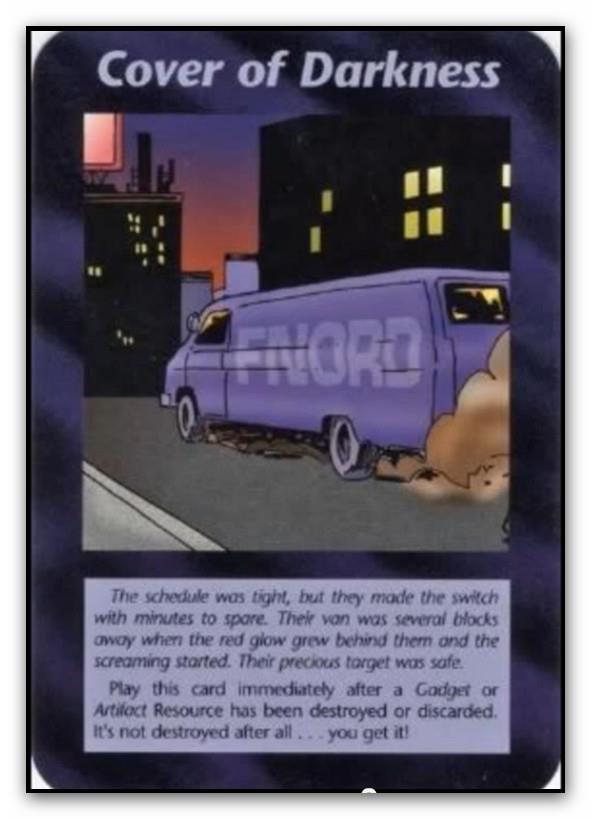 Cover of Darkness
FNORD
The schedule was tight, but they made the switch
with minutes to spare. Their van was several blocks
away when the red glow grew behind them and the
screaming started. Their precious target was safe.
Play this card immediately after a Gadget or
Artifact Resource has been destroyed or discarded.
It's not destroyed after all . . . you get it!